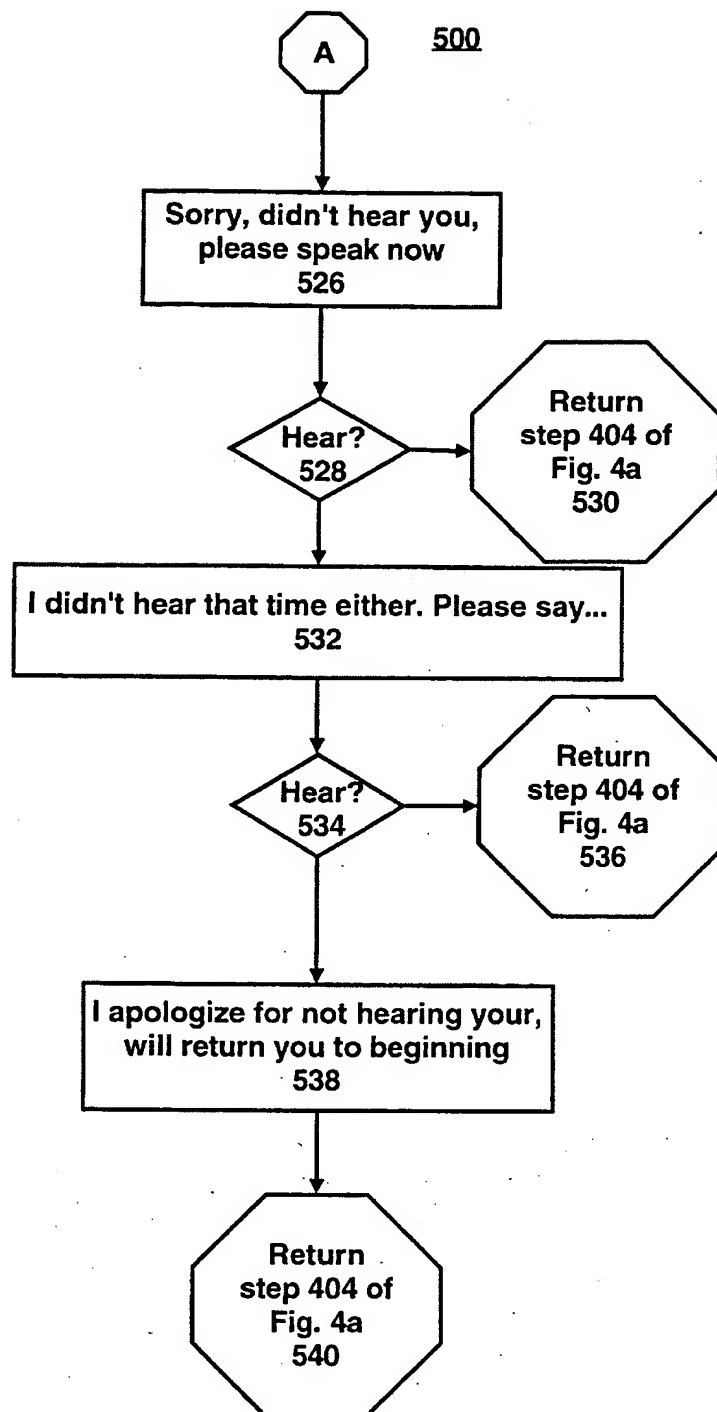 A
500
Sorry, didn't hear you,
please speak now
526
Hear?
528
Return
step 404 of
Fig. 4a
530
I didn't hear that time either. Please say...
532
Hear?
534
Return
step 404 of
Fig. 4a
536
I apologize for not hearing your,
will return you to beginning
538
Return
step 404 of
Fig. 4a
540